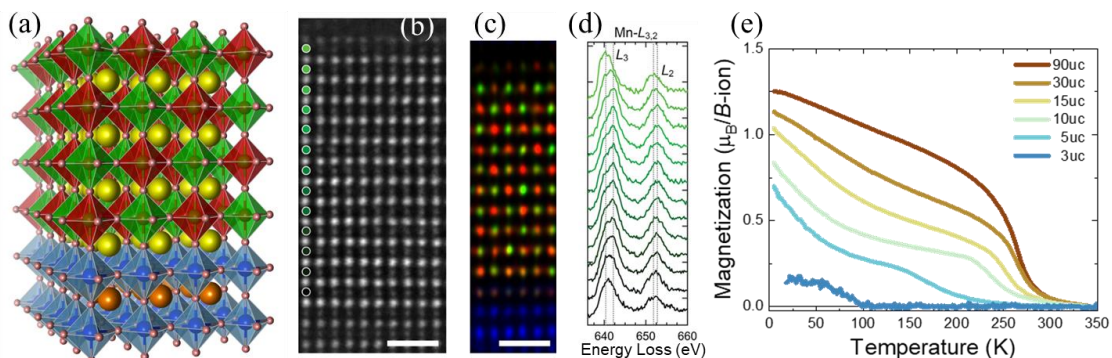 (a)
(b)
(c)
(d)
Mn-L3,2
L3
L2
640 650 660
Energy Loss (eV)
(e)
Magnetization (μB/B-ion)
1.5
1.0
0.5
0.0
90uc
30uc
15uc
10uc
5uc
3uc
0 50 100 150 200 250 300 350
Temperature (K)